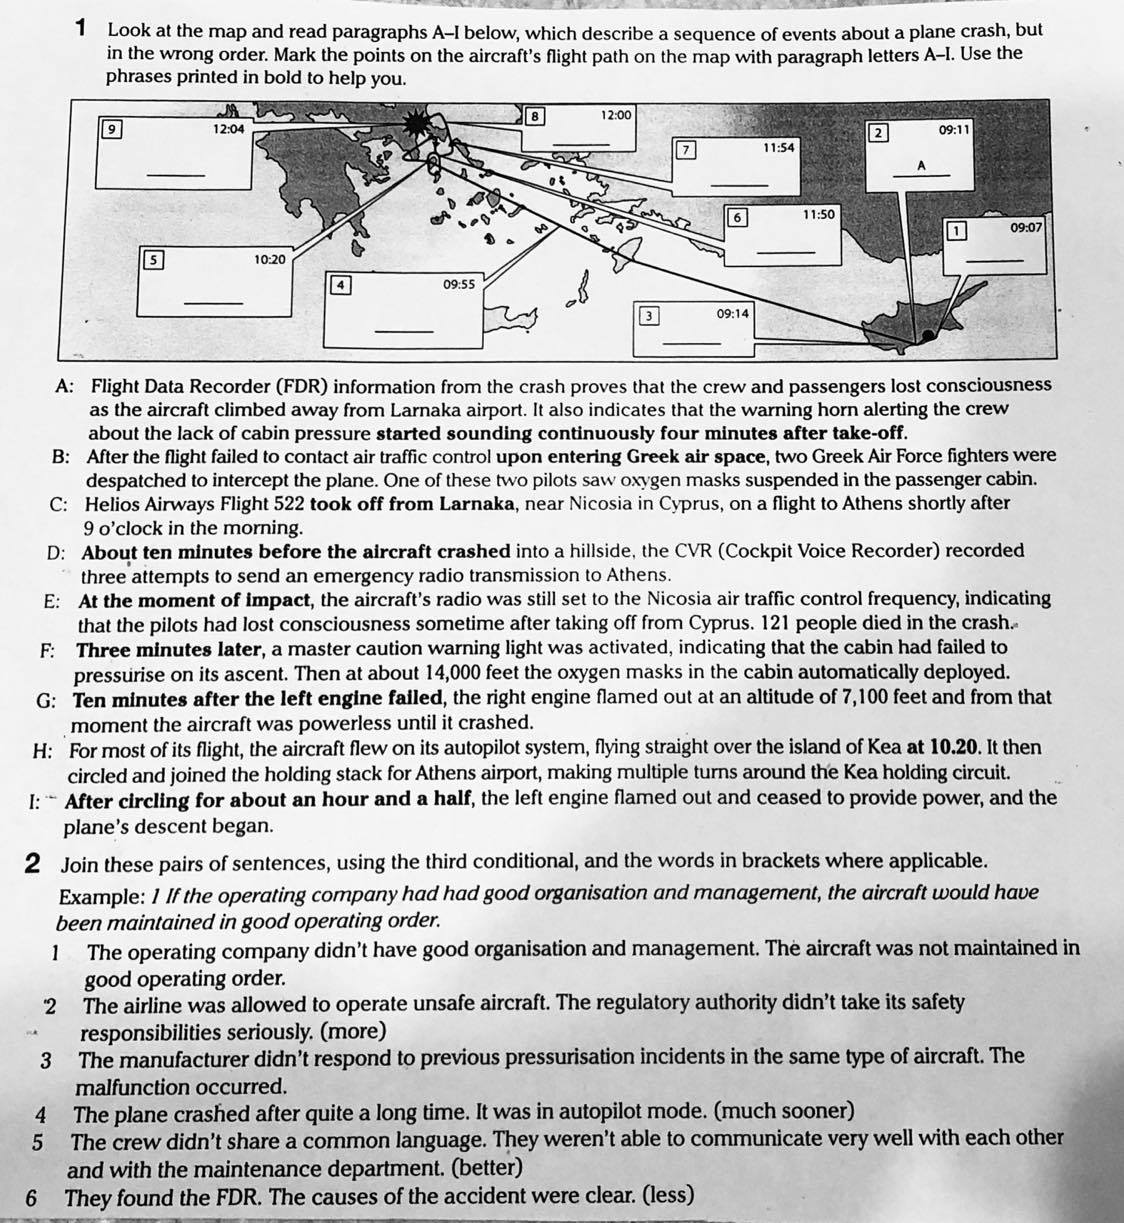 1 Look at the map and read paragraphs A–I below, which describe a sequence of events about a plane crash, but
in the wrong order. Mark the points on the aircraft's flight path on the map with paragraph letters A–I. Use the
phrases printed in bold to help you.
9 12:04
8 12:00
7 11:54
2 09:11
A
6 11:50
1 09:07
5 10:20
4 09:55
3 09:14
A: Flight Data Recorder (FDR) information from the crash proves that the crew and passengers lost consciousness
as the aircraft climbed away from Larnaka airport. It also indicates that the warning horn alerting the crew
about the lack of cabin pressure started sounding continuously four minutes after take-off.
B: After the flight failed to contact air traffic control upon entering Greek air space, two Greek Air Force fighters were
despatched to intercept the plane. One of these two pilots saw oxygen masks suspended in the passenger cabin.
C: Helios Airways Flight 522 took off from Larnaka, near Nicosia in Cyprus, on a flight to Athens shortly after
9 o'clock in the morning.
D: About ten minutes before the aircraft crashed into a hillside, the CVR (Cockpit Voice Recorder) recorded
three attempts to send an emergency radio transmission to Athens.
E: At the moment of impact, the aircraft's radio was still set to the Nicosia air traffic control frequency, indicating
that the pilots had lost consciousness sometime after taking off from Cyprus. 121 people died in the crash.
F: Three minutes later, a master caution warning light was activated, indicating that the cabin had failed to
pressurise on its ascent. Then at about 14,000 feet the oxygen masks in the cabin automatically deployed.
G: Ten minutes after the left engine failed, the right engine flamed out at an altitude of 7,100 feet and from that
moment the aircraft was powerless until it crashed.
H: For most of its flight, the aircraft flew on its autopilot system, flying straight over the island of Kea at 10.20. It then
circled and joined the holding stack for Athens airport, making multiple turns around the Kea holding circuit.
I: After circling for about an hour and a half, the left engine flamed out and ceased to provide power, and the
plane's descent began.
2 Join these pairs of sentences, using the third conditional, and the words in brackets where applicable.
Example: 1 If the operating company had had good organisation and management, the aircraft would have
been maintained in good operating order.
1 The operating company didn't have good organisation and management. The aircraft was not maintained in
good operating order.
2 The airline was allowed to operate unsafe aircraft. The regulatory authority didn't take its safety
responsibilities seriously. (more)
3 The manufacturer didn't respond to previous pressurisation incidents in the same type of aircraft. The
malfunction occurred.
4 The plane crashed after quite a long time. It was in autopilot mode. (much sooner)
5 The crew didn't share a common language. They weren't able to communicate very well with each other
and with the maintenance department. (better)
6 They found the FDR. The causes of the accident were clear. (less)